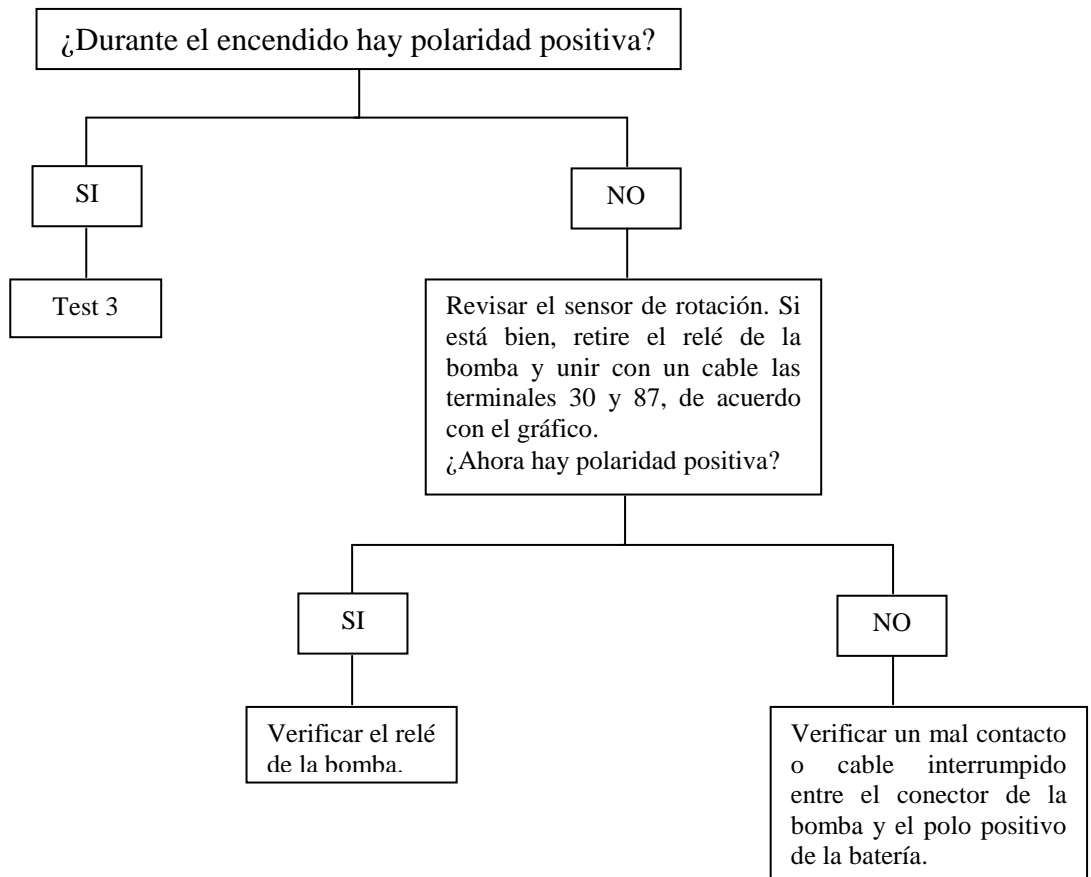 ¿Durante el encendido hay polaridad positiva?
SI
NO
Test 3
Revisar el sensor de rotación. Si
está bien, retire el relé de la
bomba y unir con un cable las
terminales 30 y 87, de acuerdo
con el gráfico.
¿Ahora hay polaridad positiva?
SI
NO
Verificar el relé
de la bomba.
Verificar un mal contacto
o cable interrumpido
entre el conector de la
bomba y el polo positivo
de la batería.